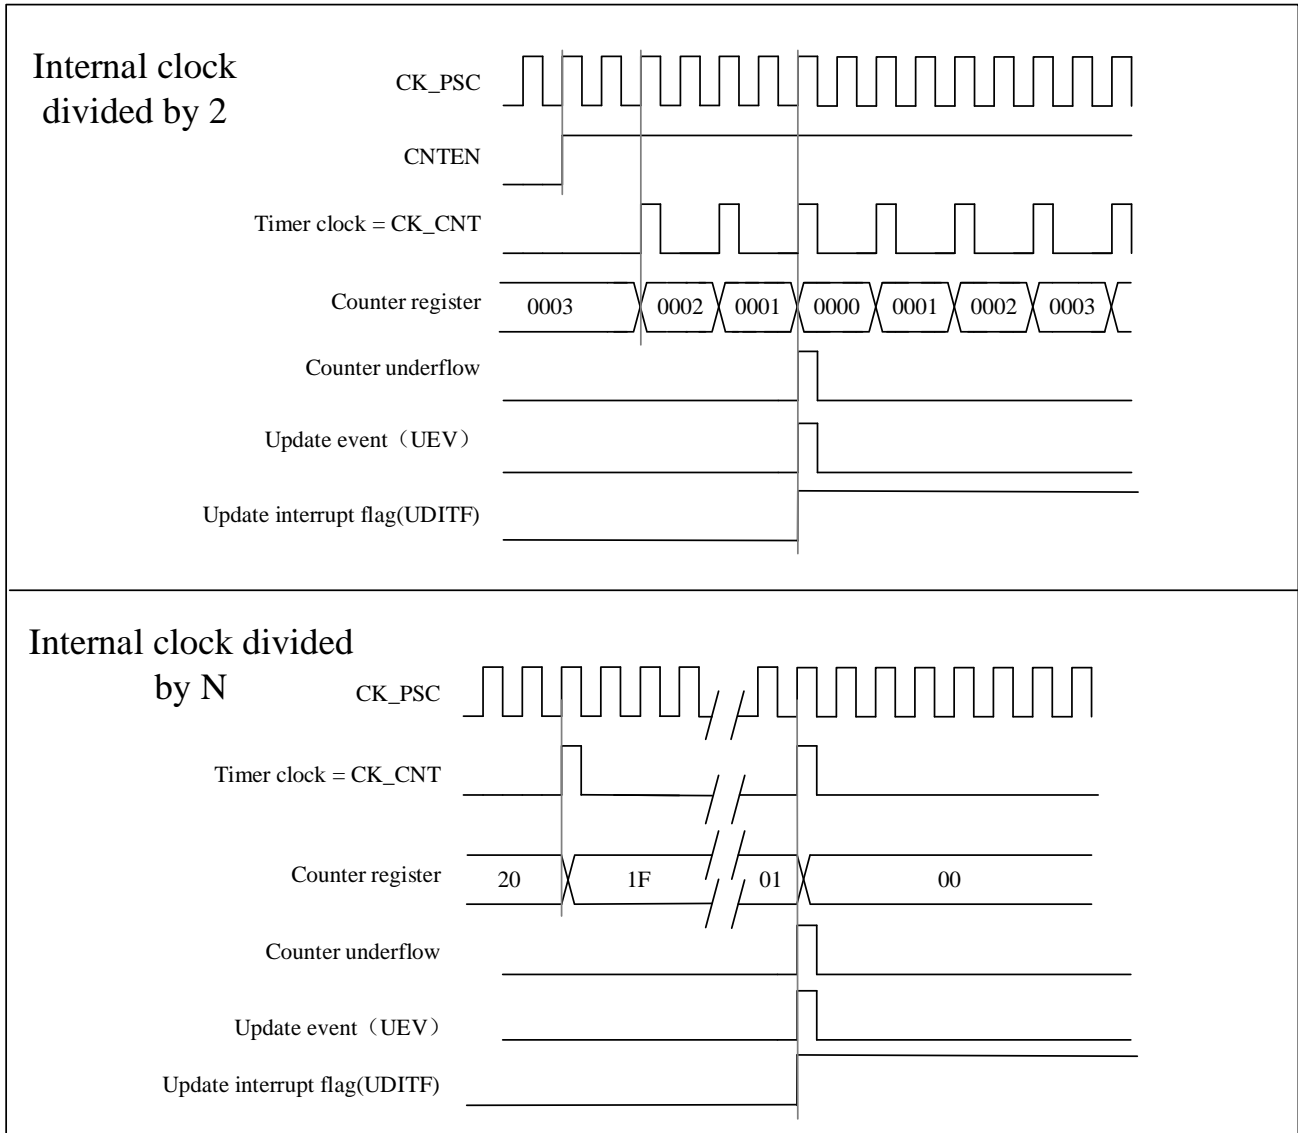 Internal clock
divided by 2
CK_PSC
CNTEN
Timer clock = CK_CNT
Counter register
0003
0002
0001
0000
0001
0002
0003
Counter underflow
Update event（UEV）
Update interrupt flag(UDITF)
Internal clock divided
by N
CK_PSC
Timer clock = CK_CNT
Counter register
20
1F
01
00
Counter underflow
Update event（UEV）
Update interrupt flag(UDITF)